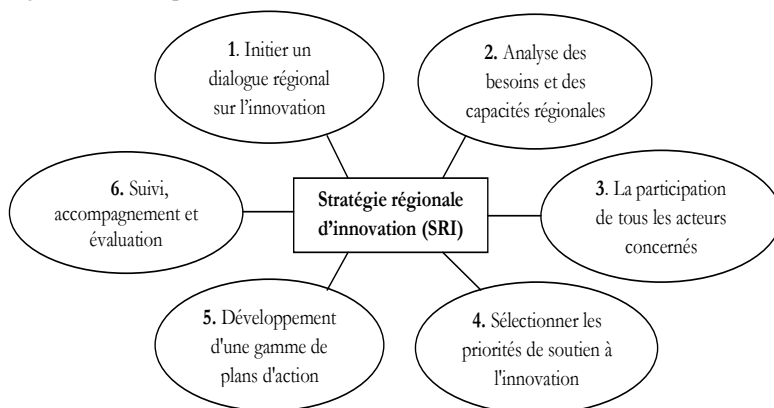 1. Initier un
dialogue régional
sur l’innovation
2. Analyse des
besoins et des
capacités régionales
3. La participation
de tous les acteurs
concernés
4. Sélectionner les
priorités de soutien à
l'innovation
5. Développement
d'une gamme de
plans d'action
6. Suivi,
accompagnement et
évaluation
Stratégie régionale
d’innovation (SRI)